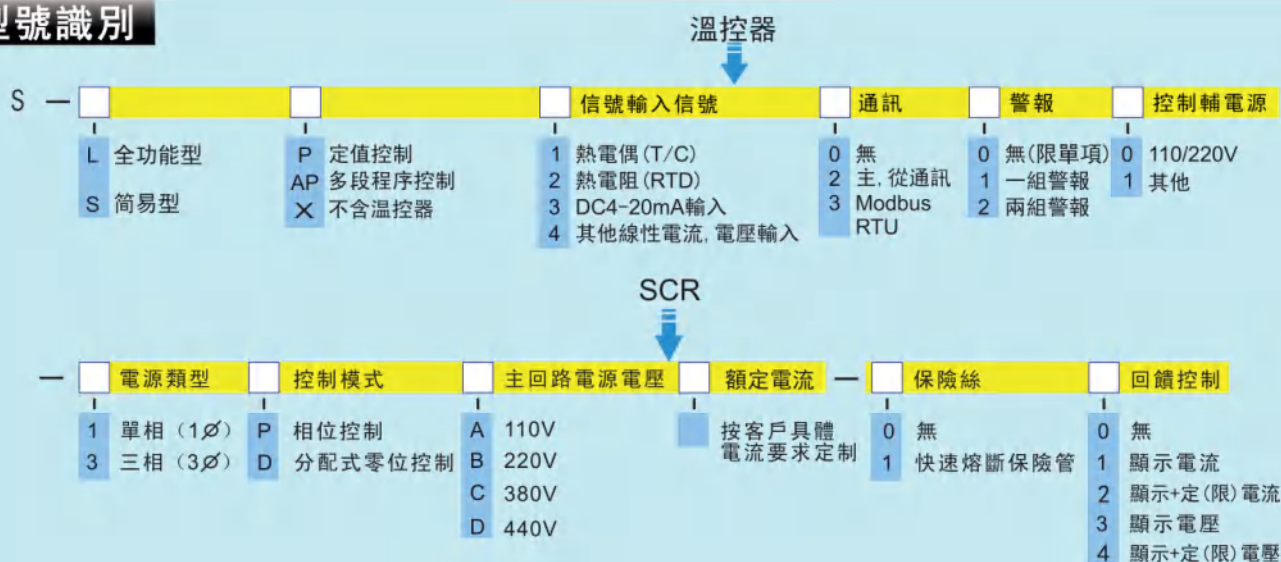 型號識別
溫控器
S — 信號輸入信號 通訊 警報 控制輔電源
L 全功能型
S 简易型
P 定值控制
AP 多段程序控制
X 不含温控器
1 熱電偶(T/C)
2 熱電阻(RTD)
3 DC4-20mA輸入
4 其他線性電流,電壓輸入
0 無
2 主,從通訊
3 Modbus
RTU
0 無(限單項)
1 一組警報
2 兩組警報
0 110/220V
1 其他
SCR
— 電源類型 控制模式 主回路電源電壓 額定電流 — 保險絲 回饋控制
1 單相(1Ø)
3 三相(3Ø)
P 相位控制
D 分配式零位控制
A 110V
B 220V
C 380V
D 440V
按客戶具體
電流要求定制
0 無
1 快速熔斷保險管
0 無
1 顯示電流
2 顯示+定(限)電流
3 顯示電壓
4 顯示+定(限)電壓